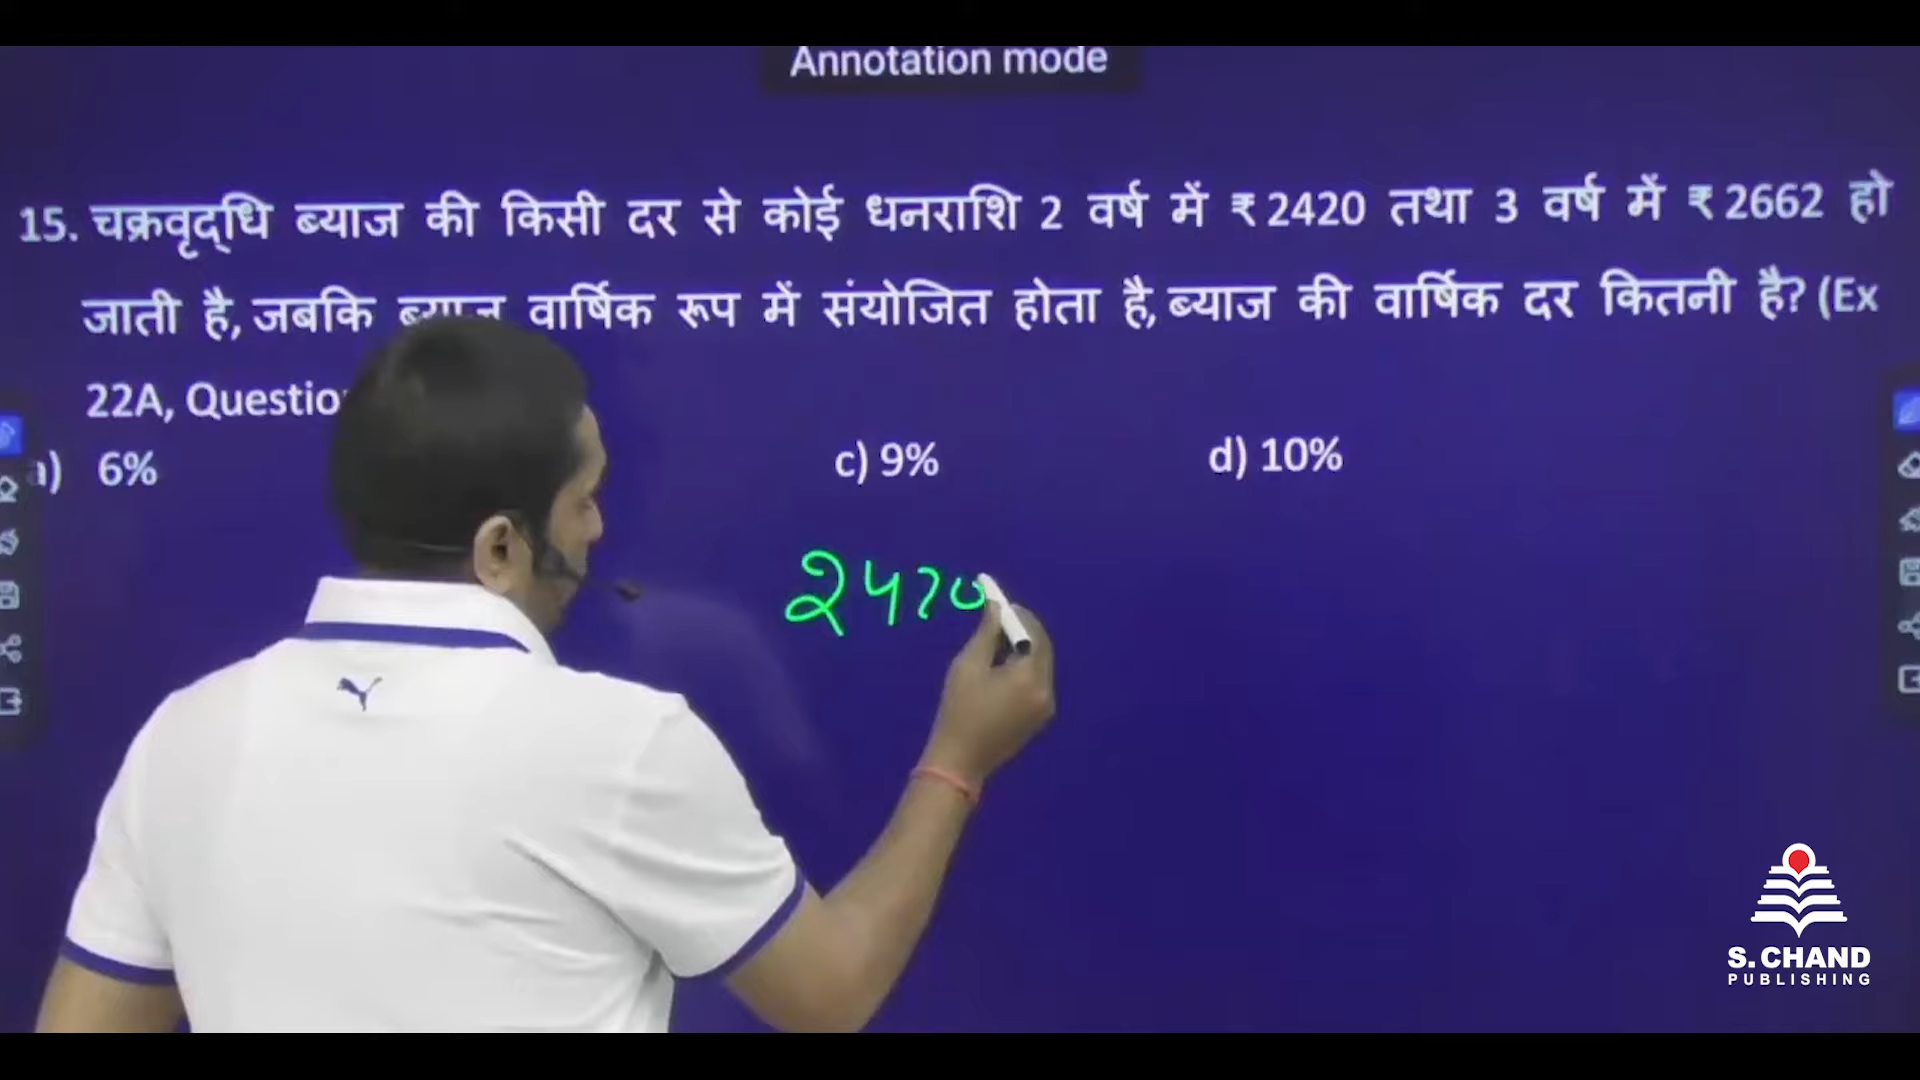 Annotation mode
15. चक्रवृद्धि ब्याज की किसी दर से कोई धनराशि 2 वर्ष में ₹ 2420 तथा 3 वर्ष में ₹ 2662 हो
जाती है, जबकि ब्याज वार्षिक रूप में संयोजित होता है, ब्याज की वार्षिक दर कितनी है? (Ex
22A,
a) 6% c) 9% d) 10%
2420
S. CHAND
PUBLISHING